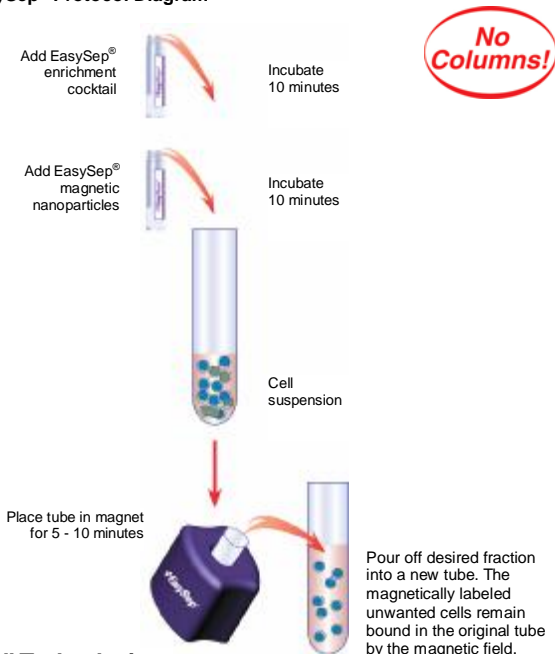 Protocol Diagram
No
Columns!
Add EasySep®
enrichment
cocktail
Incubate
10 minutes
Add EasySep®
magnetic
nanoparticles
Incubate
10 minutes
Cell
suspension
Place tube in magnet
for 5 - 10 minutes
EasySep
Pour off desired fraction
into a new tube. The
magnetically labeled
unwanted cells remain
bound in the original tube
by the magnetic field.